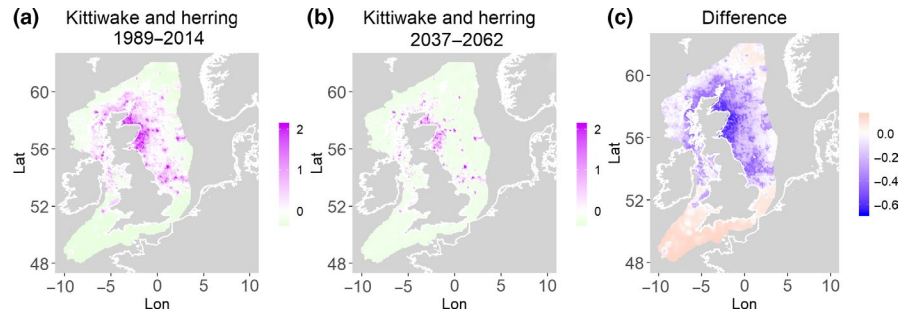 (a) Kittiwake and herring
1989–2014
(b) Kittiwake and herring
2037–2062
(c) Difference
Lat
60
56
52
48
−10 −5 0 5 10
Lon
2
1
0
Lat
60
56
52
48
−10 −5 0 5 10
Lon
2
1
0
Lat
60
56
52
48
−10 −5 0 5 10
Lon
0.0
−0.2
−0.4
−0.6